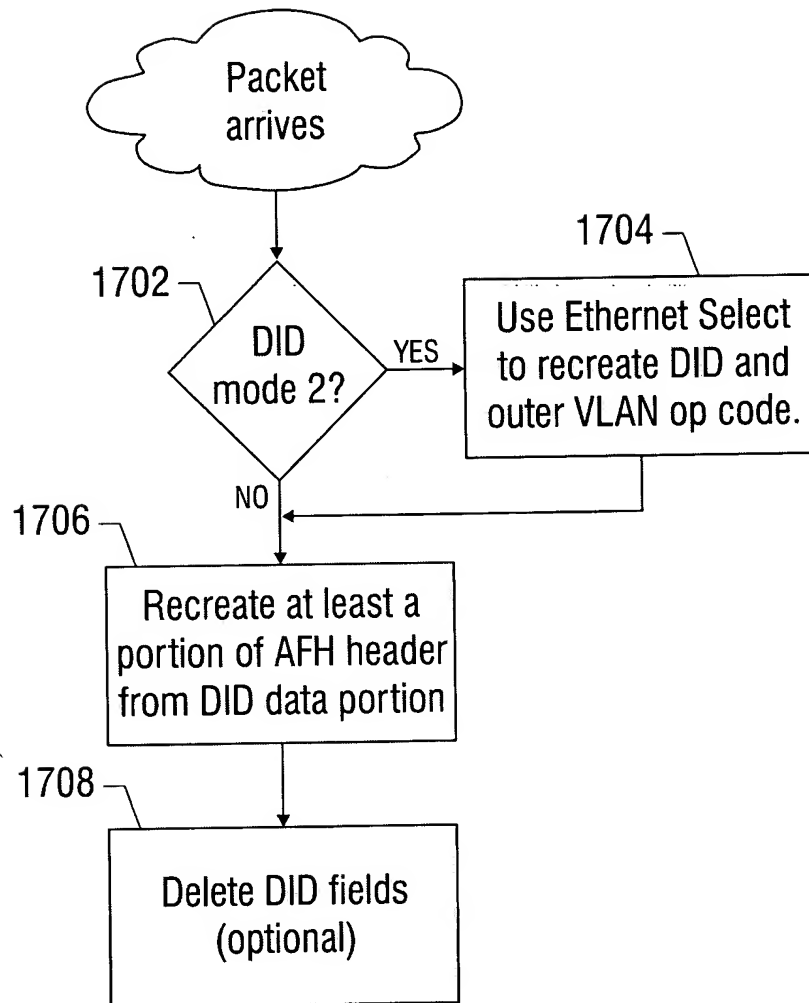 Packet
arrives
1704
1702
DID
mode 2?
YES
Use Ethernet Select
to recreate DID and
outer VLAN op code.
NO
1706
Recreate at least a
portion of AFH header
from DID data portion
1708
Delete DID fields
(optional)